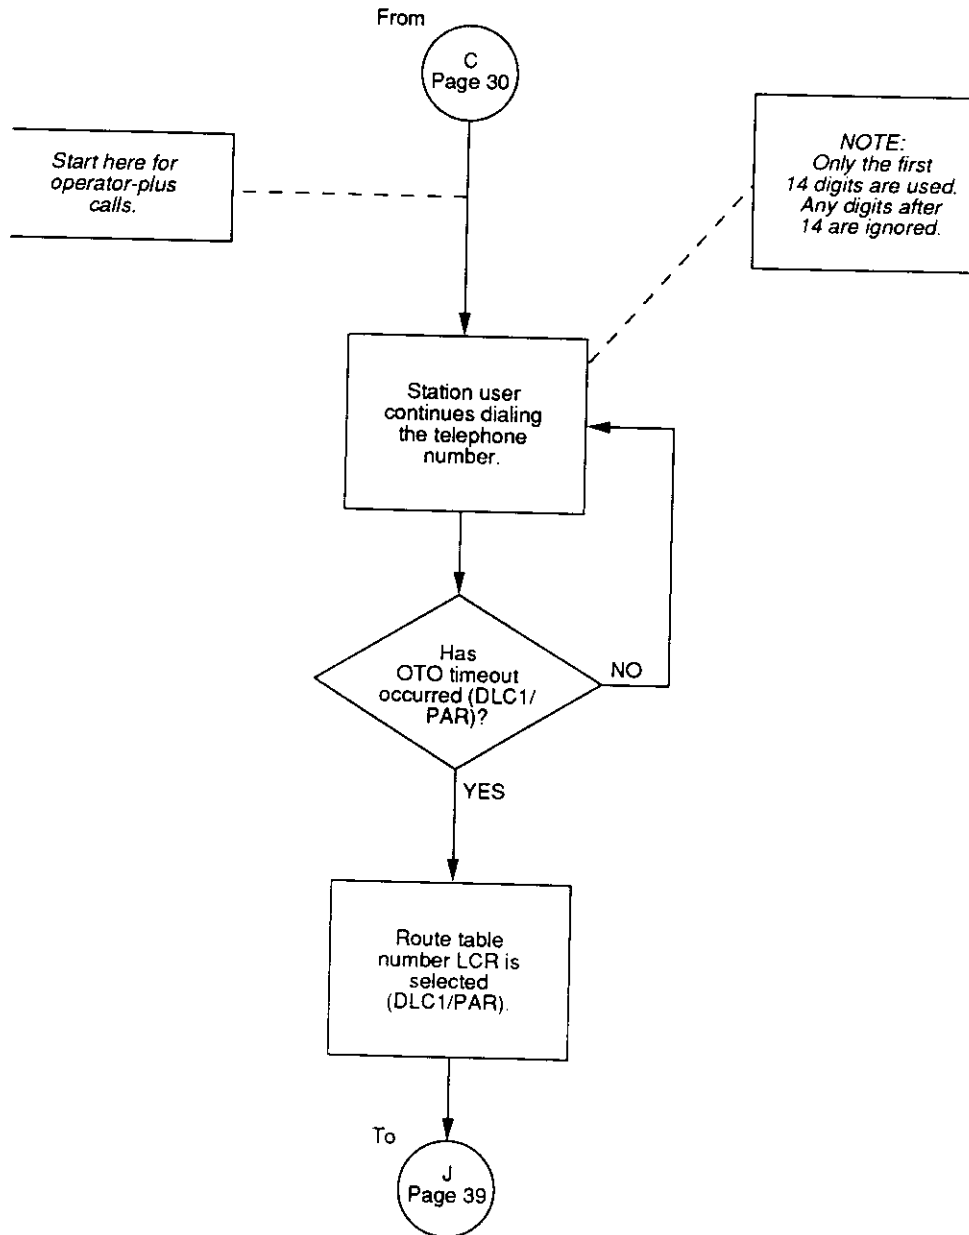 From
C
Page 30
Start here for
operator-plus
calls.
NOTE:
Only the first
14 digits are used.
Any digits after
14 are ignored.
Station user
continues dialing
the telephone
number.
Has
OTO timeout
occurred (DLC1/
PAR)?
NO
YES
Route table
number LCR is
selected
(DLC1/PAR).
To
J
Page 39